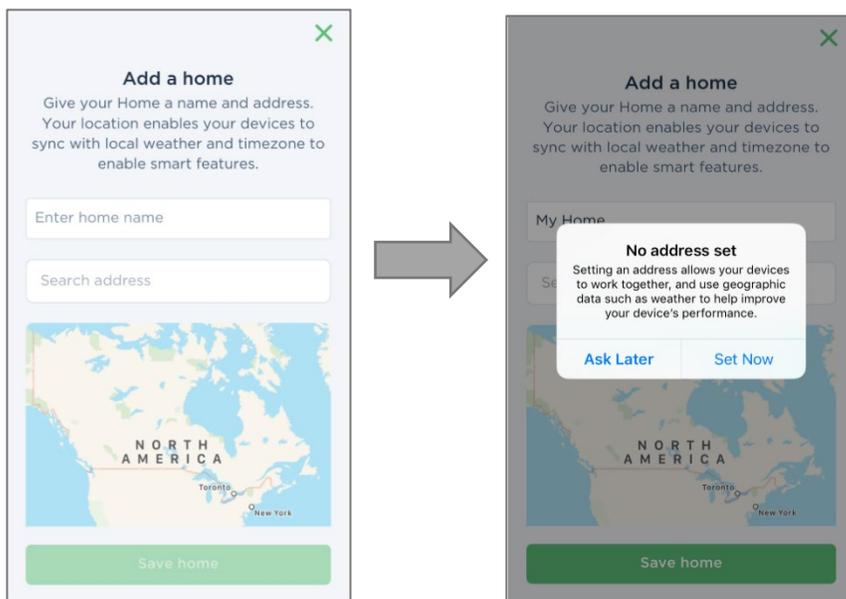 Add a home
Give your Home a name and address.
Your location enables your devices to
sync with local weather and timezone to
enable smart features.
Enter home name
Search address
NORTH
AMERICA
Toronto
New York
Save home
Add a home
Give your Home a name and address.
Your location enables your devices to
sync with local weather and timezone to
enable smart features.
My Home
No address set
Setting an address allows your devices
to work together, and use geographic
data such as weather to help improve
your device's performance.
Se
Ask Later Set Now
NORTH
AMERICA
Toronto
New York
Save home